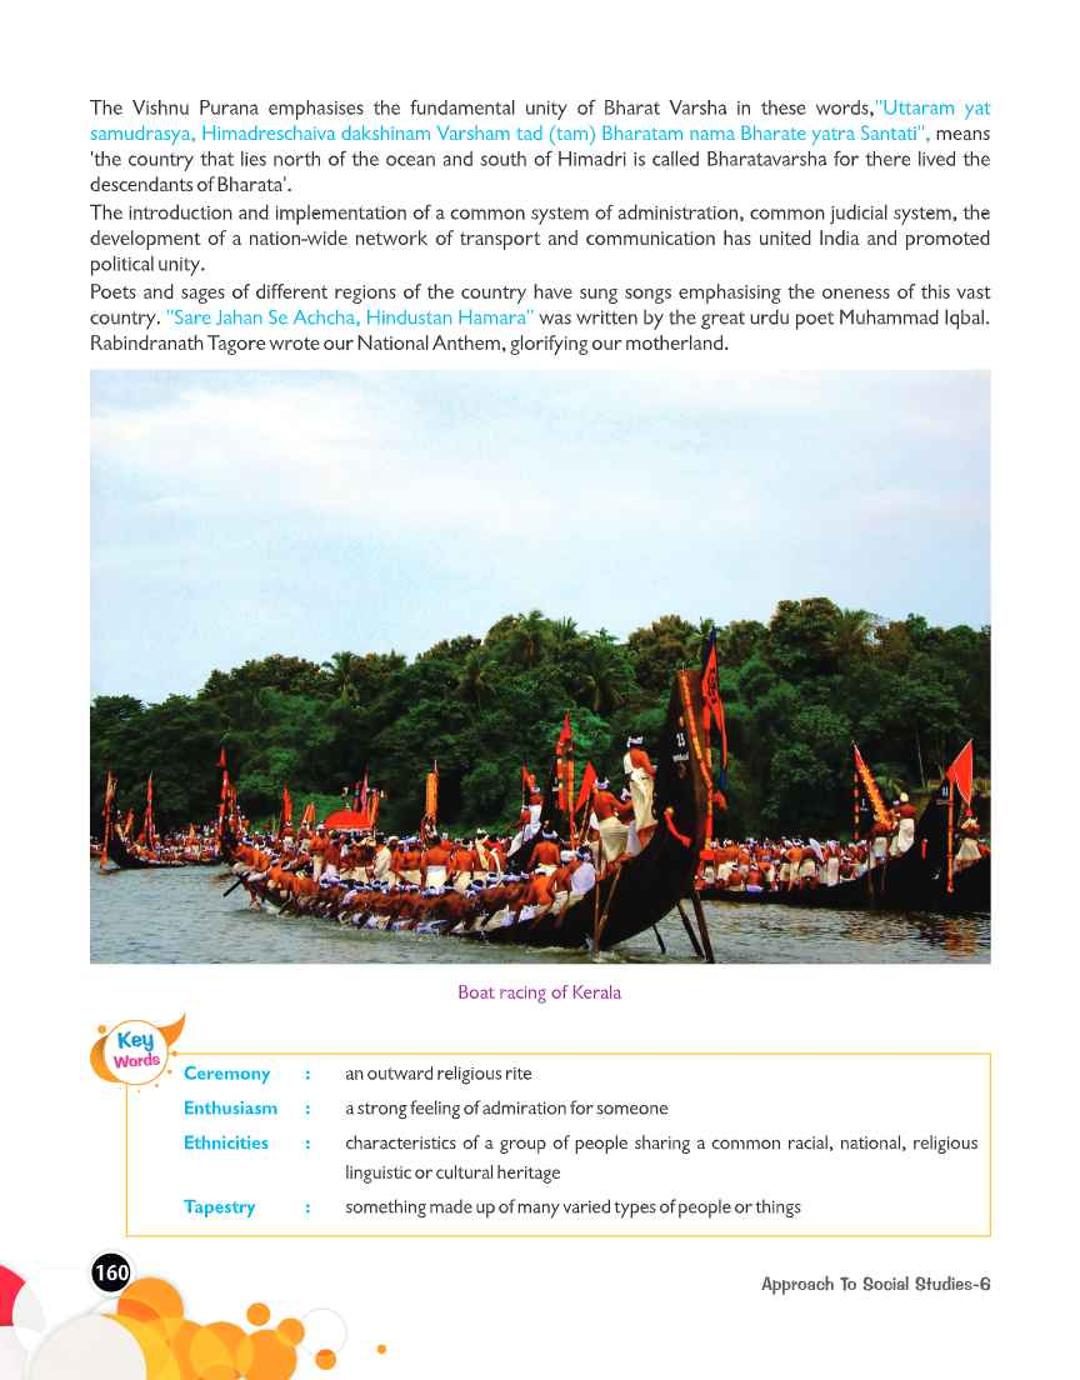 The Vishnu Purana emphasises the fundamental unity of Bharat Varsha in these words,"Uttaram yat
samudrasya, Himadreschaiva dakshinam Varsham tad (tam) Bharatam nama Bharate yatra Santati", means
'the country that lies north of the ocean and south of Himadri is called Bharatavarsha for there lived the
descendants of Bharata'.
The introduction and implementation of a common system of administration, common judicial system, the
development of a nation-wide network of transport and communication has united India and promoted
political unity.
Poets and sages of different regions of the country have sung songs emphasising the oneness of this vast
country. "Sare Jahan Se Achcha, Hindustan Hamara" was written by the great urdu poet Muhammad Iqbal.
Rabindranath Tagore wrote our National Anthem, glorifying our motherland.
Boat racing of Kerala
Key
Words
Ceremony : an outward religious rite
Enthusiasm : a strong feeling of admiration for someone
Ethnicities : characteristics of a group of people sharing a common racial, national, religious
linguistic or cultural heritage
Tapestry : something made up of many varied types of people or things
160
Approach To Social Studies-6